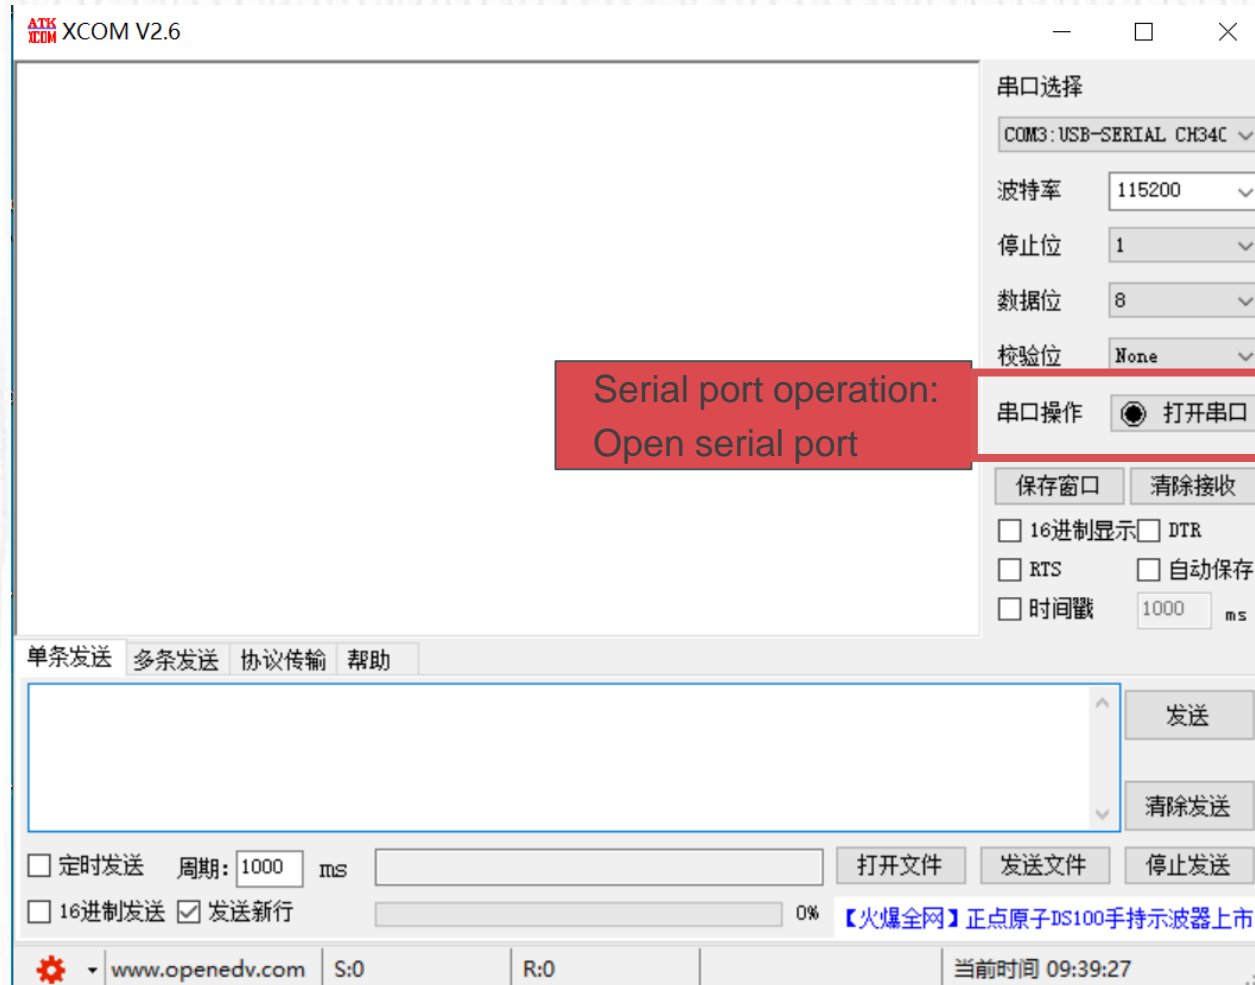 ATK
XCOM
XCOM V2.6
串口选择
COM3:USB-SERIAL CH34C
波特率
115200
停止位
1
数据位
8
校验位
None
Serial port operation:
Open serial port
串口操作
打开串口
保存窗口
清除接收
16进制显示
DTR
RTS
自动保存
时间戳
1000
ms
单条发送
多条发送
协议传输
帮助
发送
清除发送
定时发送
周期:
1000
ms
打开文件
发送文件
停止发送
16进制发送
发送新行
0%
【火爆全网】正点原子DS100手持示波器上市
www.openedv.com
S:0
R:0
当前时间 09:39:27